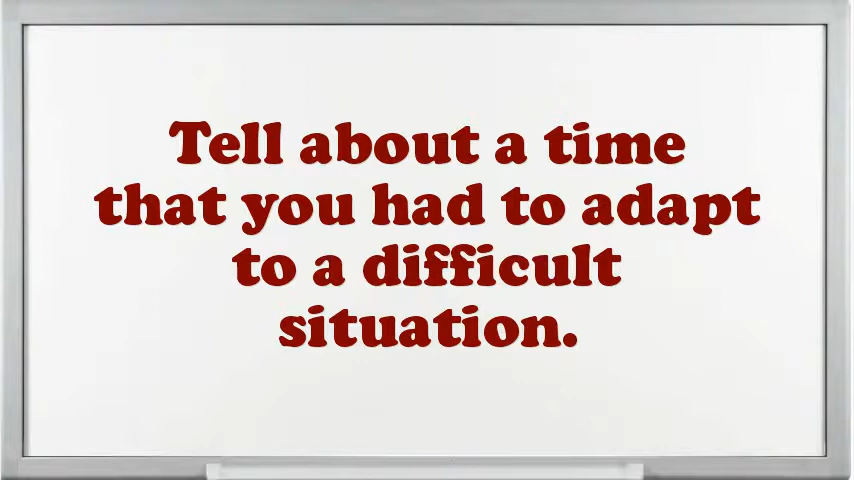 Tell about a time
that you had to adapt
to a difficult
situation.